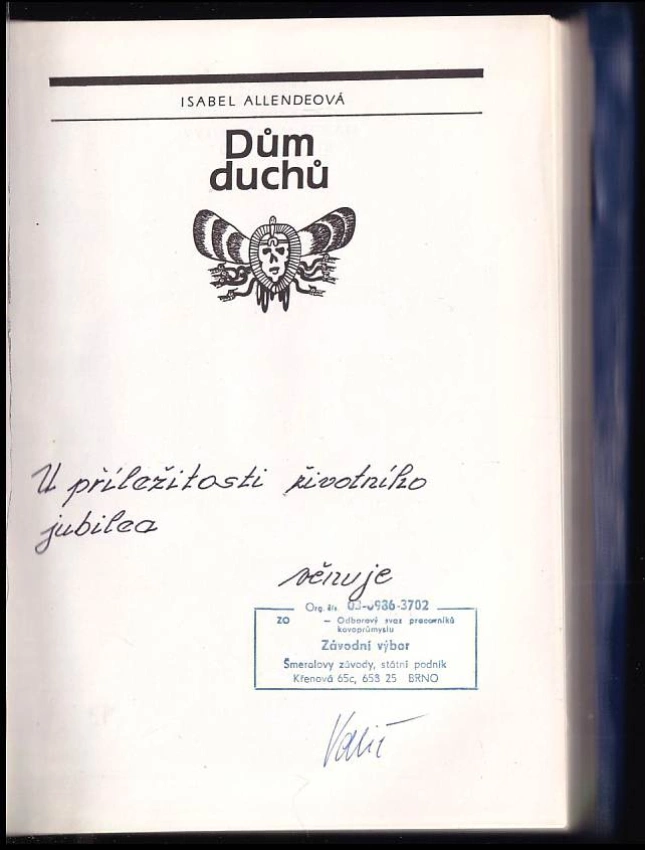 ISABEL ALLENDEOVÁ
Dům
duchů
U příležitosti životního
jubilea
věnuje
Org. čís. 03-0986-3702
ZO – Odborový svaz pracovníků
kovoprůmyslu
Závodní výbor
Šmeralovy závody, státní podnik
Křenová 65c, 658 25 BRNO